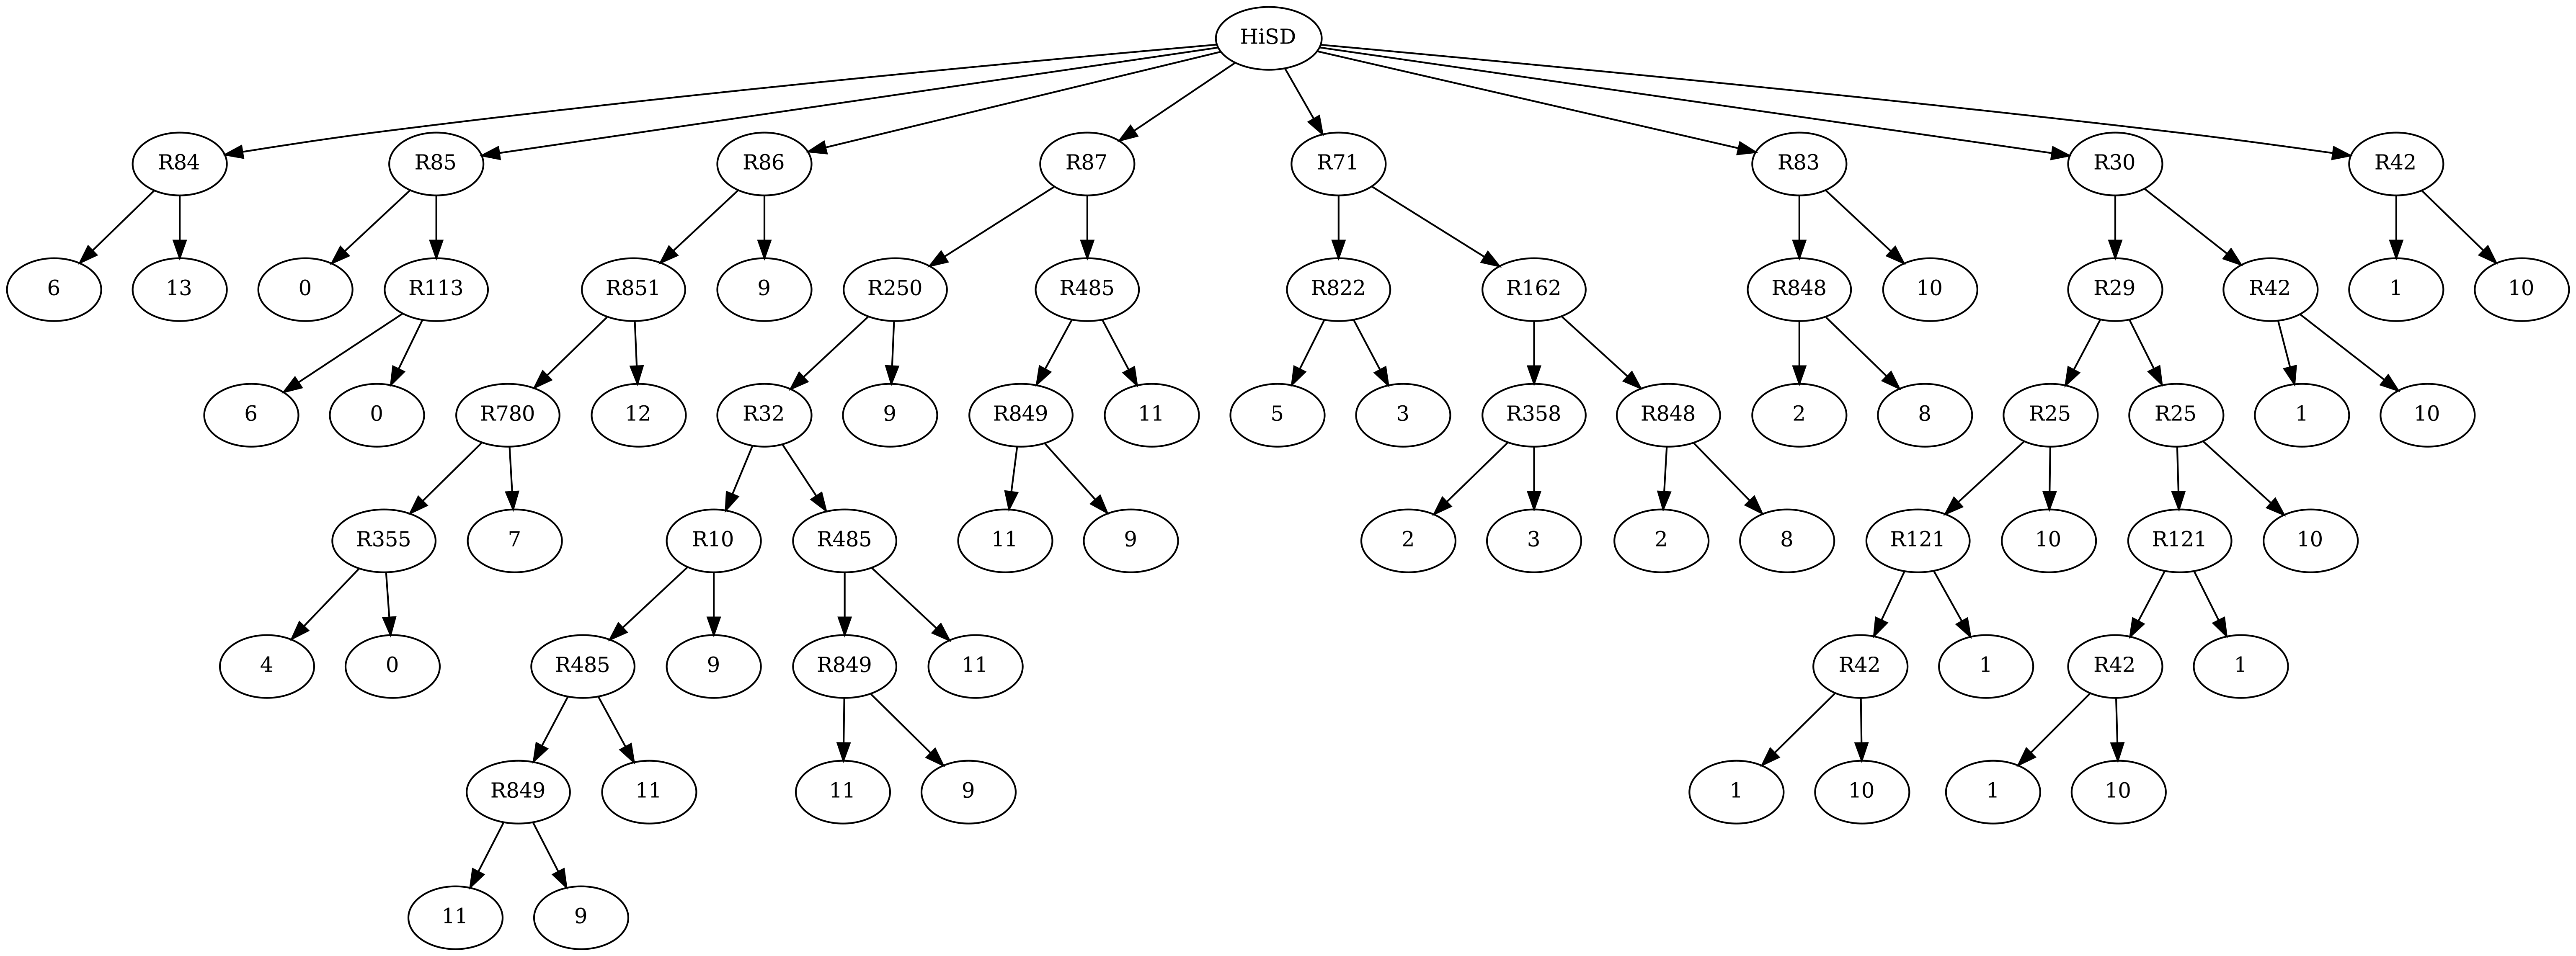 HiSD
R84 R85 R86 R87 R71 R83 R30 R42
6 13 0 R113 R851 9 R250 R485 R822 R162 R848 10 R29 R42 1 10
6 0 R780 12 R32 9 R849 11 5 3 R358 R848 2 8 R25 R25 1 10
R355 7 R10 R485 11 9 2 3 2 8 R121 10 R121 10
4 0 R485 9 R849 11 R42 1 R42 1
R849 11 11 9 1 10 1 10
11 9